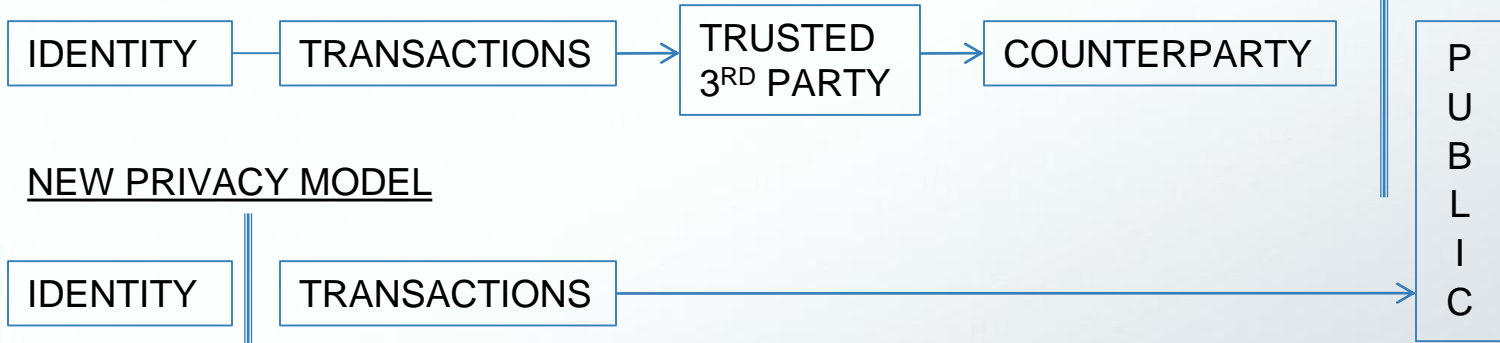 IDENTITY
TRANSACTIONS
TRUSTED
3RD PARTY
COUNTERPARTY
P
U
B
L
I
C
NEW PRIVACY MODEL
IDENTITY
TRANSACTIONS